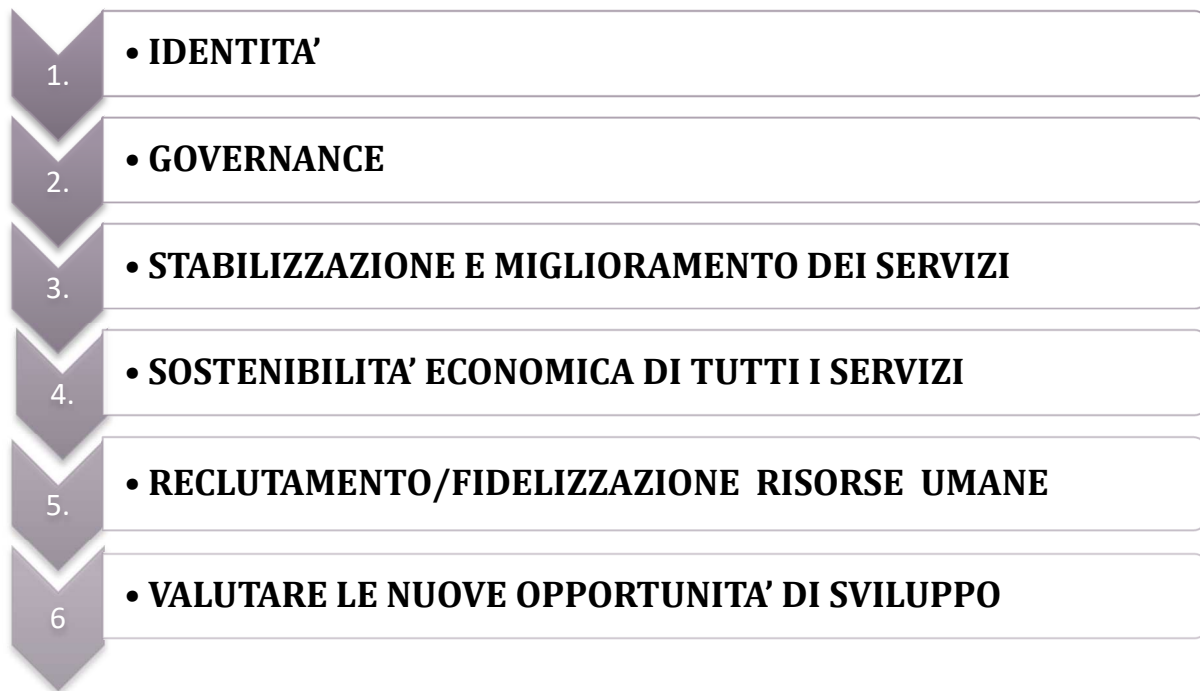 1. • IDENTITA’
2. • GOVERNANCE
3. • STABILIZZAZIONE E MIGLIORAMENTO DEI SERVIZI
4. • SOSTENIBILITA’ ECONOMICA DI TUTTI I SERVIZI
5. • RECLUTAMENTO/FIDELIZZAZIONE RISORSE UMANE
6 • VALUTARE LE NUOVE OPPORTUNITA’ DI SVILUPPO